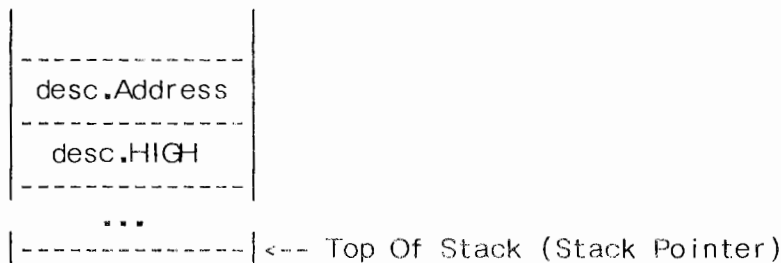 desc.Address
desc.HIGH
...
<-- Top Of Stack (Stack Pointer)